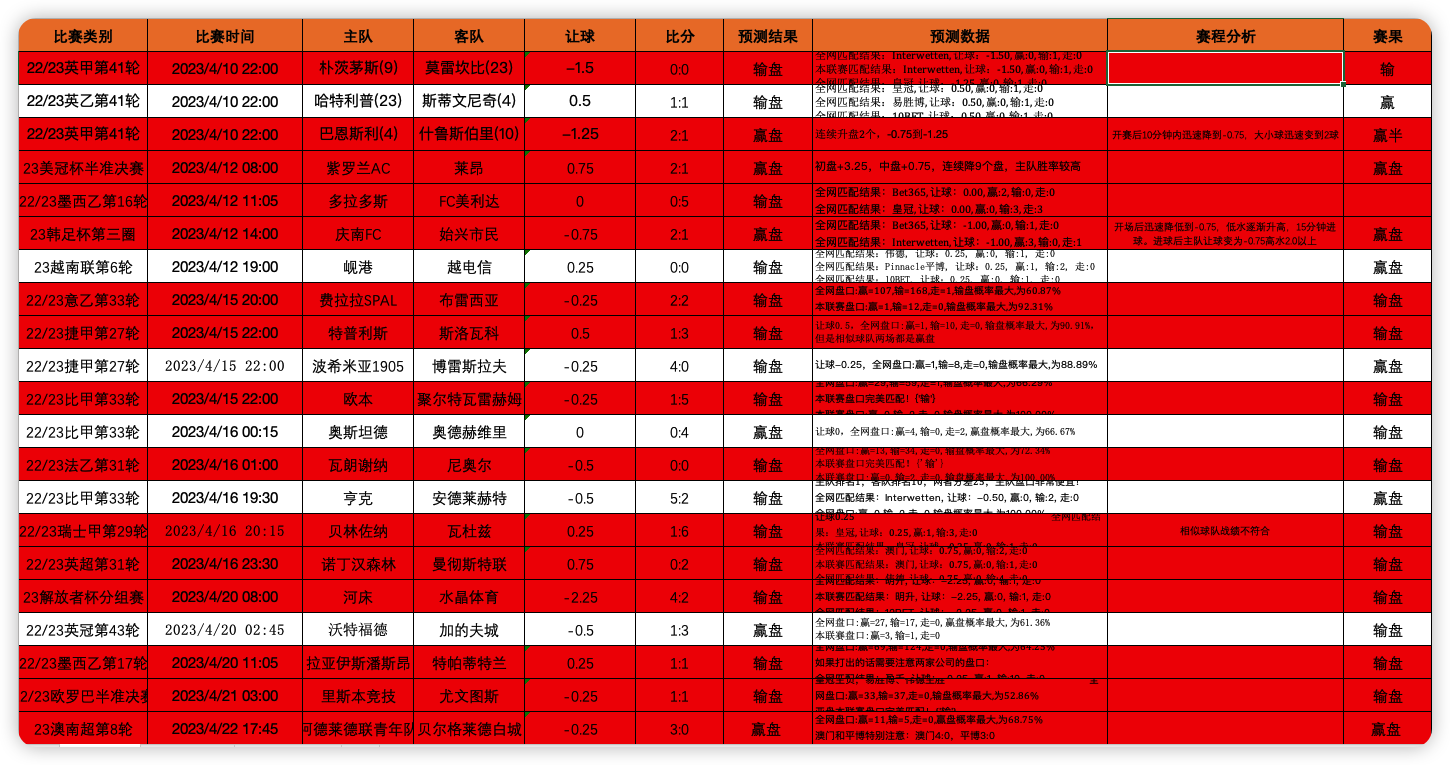 比赛类别 比赛时间 主队 客队 让球 比分 预测结果 预测数据 赛程分析 赛果
22/23英甲第41轮 2023/4/10 22:00 朴茨茅斯(9) 莫雷坎比(23) –1.5 0:0 输盘 全网匹配结果：Interwetten, 让球：-1.50, 赢:0, 输:1, 走:0 输
本联赛匹配结果：Interwetten, 让球：-1.50, 赢:0, 输:1, 走:0
22/23英乙第41轮 2023/4/10 22:00 哈特利普(23) 斯蒂文尼奇(4) 0.5 1:1 输盘 全网匹配结果：皇冠, 让球：0.50, 赢:0, 输:1, 走:0 赢
全网匹配结果：易胜博, 让球：0.50, 赢:0, 输:1, 走:0
全网匹配结果：10BET, 让球：0.50, 赢:0, 输:1, 走:0
22/23英甲第41轮 2023/4/10 22:00 巴恩斯利(4) 什鲁斯伯里(10) –1.25 2:1 赢盘 连续升盘2个，-0.75到-1.25 开赛后10分钟内迅速降到-0.75，大小球迅速变到2球 赢半
23美冠杯半准决赛 2023/4/12 08:00 紫罗兰AC 莱昂 0.75 2:1 赢盘 初盘+3.25，中盘+0.75，连续降9个盘，主队胜率较高 赢盘
22/23墨西乙第16轮 2023/4/12 11:05 多拉多斯 FC美利达 0 0:5 输盘 全网匹配结果：Bet365, 让球：0.00, 赢:2, 输:0, 走:0
全网匹配结果：皇冠, 让球：0.00, 赢:0, 输:3, 走:3
23韩足杯第三圈 2023/4/12 14:00 庆南FC 始兴市民 -0.75 2:1 赢盘 全网匹配结果：Bet365, 让球：-1.00, 赢:0, 输:1, 走:0 开场后迅速降低到-0.75，低水逐渐升高，15分钟进 赢盘
全网匹配结果：Interwetten, 让球：-1.00, 赢:3, 输:0, 走:1 球，进球后主队让球变为-0.75高水2.0以上
23越南联第6轮 2023/4/12 19:00 岘港 越电信 0.25 0:0 输盘 全网匹配结果：伟德, 让球：0.25, 赢:0, 输:1, 走:0 赢盘
全网匹配结果：Pinnacle平博, 让球：0.25, 赢:1, 输:2, 走:0
全网匹配结果：10BET, 让球：0.25, 赢:0, 输:1, 走:0
22/23意乙第33轮 2023/4/15 20:00 费拉拉SPAL 布雷西亚 -0.25 2:2 输盘 全网盘口:赢=107,输=168,走=1,输盘概率最大,为60.87% 输盘
本联赛盘口:赢=1,输=12,走=0,输盘概率最大,为92.31%
22/23捷甲第27轮 2023/4/15 22:00 特普利斯 斯洛瓦科 0.5 1:3 输盘 让球0.5，全网盘口:赢=1,输=10,走=0,输盘概率最大,为90.91%， 输盘
但是相似球队两场都是赢盘
22/23捷甲第27轮 2023/4/15 22:00 波希米亚1905 博雷斯拉夫 -0.25 4:0 输盘 让球–0.25，全网盘口:赢=1,输=8,走=0,输盘概率最大,为88.89% 赢盘
22/23比甲第33轮 2023/4/15 22:00 欧本 聚尔特瓦雷赫姆 -0.25 1:5 输盘 全网盘口:赢=29,输=59,走=1,输盘概率最大,为66.29% 输盘
本联赛盘口完美匹配！{'输'}
22/23比甲第33轮 2023/4/16 00:15 奥斯坦德 奥德赫维里 0 0:4 赢盘 让球0，全网盘口:赢=4,输=0,走=2,赢盘概率最大,为66.67% 输盘
22/23法乙第31轮 2023/4/16 01:00 瓦朗谢纳 尼奥尔 -0.5 0:0 输盘 全网盘口:赢=13,输=34,走=0,输盘概率最大,为72.34% 输盘
本联赛盘口完美匹配！{'输'}
本联赛盘口:赢=0,输=2,走=0,输盘概率最大,为100.00%
22/23比甲第33轮 2023/4/16 19:30 亨克 安德莱赫特 -0.5 5:2 输盘 主队排名1，客队排名10，两者分差25，主队盘口非常便宜！ 赢盘
全网匹配结果：Interwetten, 让球：–0.50, 赢:0, 输:2, 走:0
22/23瑞士甲第29轮 2023/4/16 20:15 贝林佐纳 瓦杜兹 0.25 1:6 输盘 让球0.25 全网匹配结 相似球队战绩不符合 输盘
果：皇冠, 让球：0.25, 赢:1, 输:3, 走:0
22/23英超第31轮 2023/4/16 23:30 诺丁汉森林 曼彻斯特联 0.75 0:2 输盘 全网匹配结果：澳门, 让球：0.75, 赢:0, 输:2, 走:0 输盘
本联赛匹配结果：澳门, 让球：0.75, 赢:0, 输:1, 走:0
23解放者杯分组赛 2023/4/20 08:00 河床 水晶体育 -2.25 4:2 输盘 全网匹配结果：明升, 让球：–2.25, 赢:0, 输:1, 走:0 输盘
本联赛匹配结果：明升, 让球：–2.25, 赢:0, 输:1, 走:0
22/23英冠第43轮 2023/4/20 02:45 沃特福德 加的夫城 -0.5 1:3 赢盘 全网盘口:赢=27,输=17,走=0,赢盘概率最大,为61.36% 输盘
本联赛盘口:赢=3,输=1,走=0
22/23墨西乙第17轮 2023/4/20 11:05 拉亚伊斯潘斯昂 特帕蒂特兰 0.25 1:1 输盘 赢盘
如果打出的话需要注意两家公司的盘口：
2/23欧罗巴半准决赛 2023/4/21 03:00 里斯本竞技 尤文图斯 -0.25 1:1 输盘 全 输盘
网盘口:赢=33,输=37,走=0,输盘概率最大,为52.86%
23澳南超第8轮 2023/4/22 17:45 阿德莱德联青年队 贝尔格莱德白城 -0.25 3:0 赢盘 全网盘口:赢=11,输=5,走=0,赢盘概率最大,为68.75% 赢盘
澳门和平博特别注意：澳门4:0，平博3:0